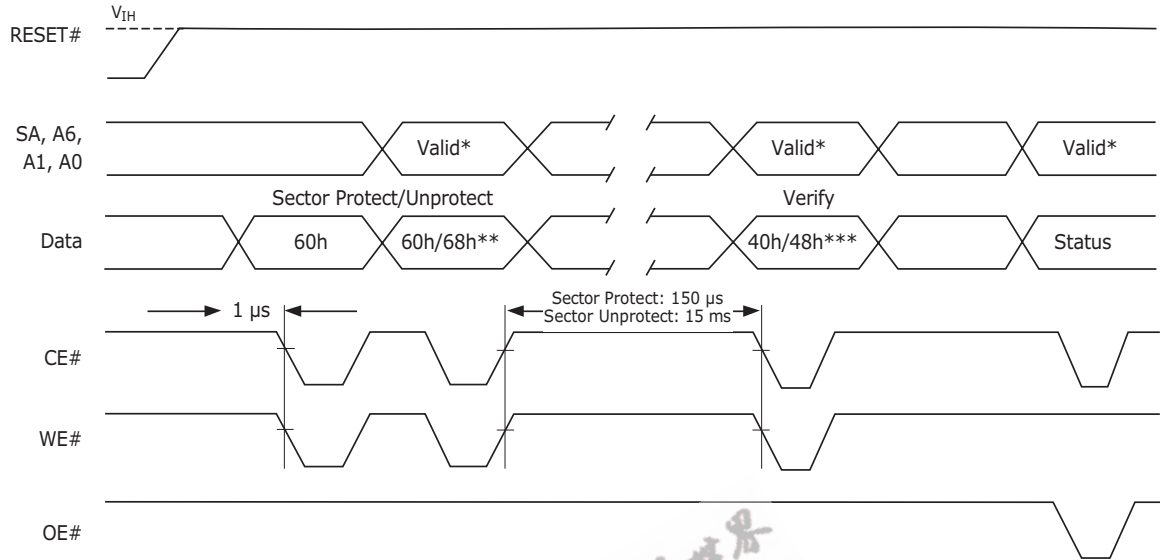 V_IH
RESET#
SA, A6,
A1, A0
Valid*
Valid*
Valid*
Sector Protect/Unprotect
Verify
Data
60h
60h/68h**
40h/48h***
Status
1 µs
Sector Protect: 150 µs
Sector Unprotect: 15 ms
CE#
WE#
OE#